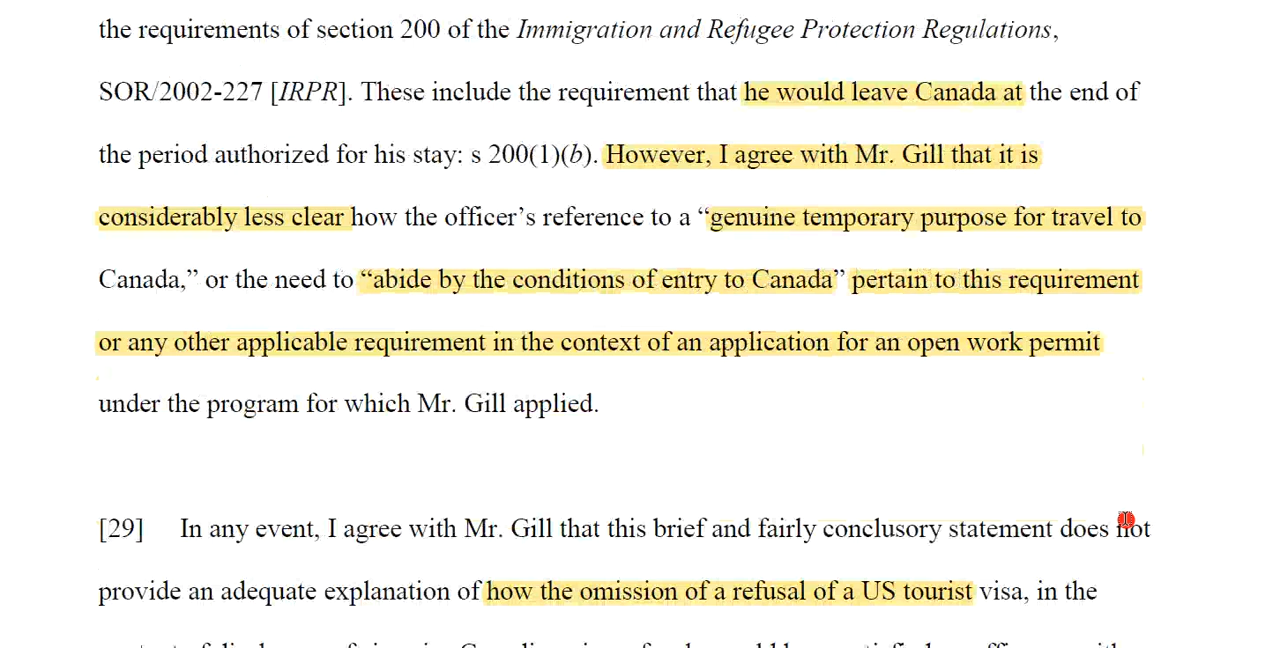 the requirements of section 200 of the Immigration and Refugee Protection Regulations,
SOR/2002-227 [IRPR]. These include the requirement that he would leave Canada at the end of
the period authorized for his stay: s 200(1)(b). However, I agree with Mr. Gill that it is
considerably less clear how the officer’s reference to a “genuine temporary purpose for travel to
Canada,” or the need to “abide by the conditions of entry to Canada” pertain to this requirement
or any other applicable requirement in the context of an application for an open work permit
under the program for which Mr. Gill applied.
[29] In any event, I agree with Mr. Gill that this brief and fairly conclusory statement does not
provide an adequate explanation of how the omission of a refusal of a US tourist visa, in the